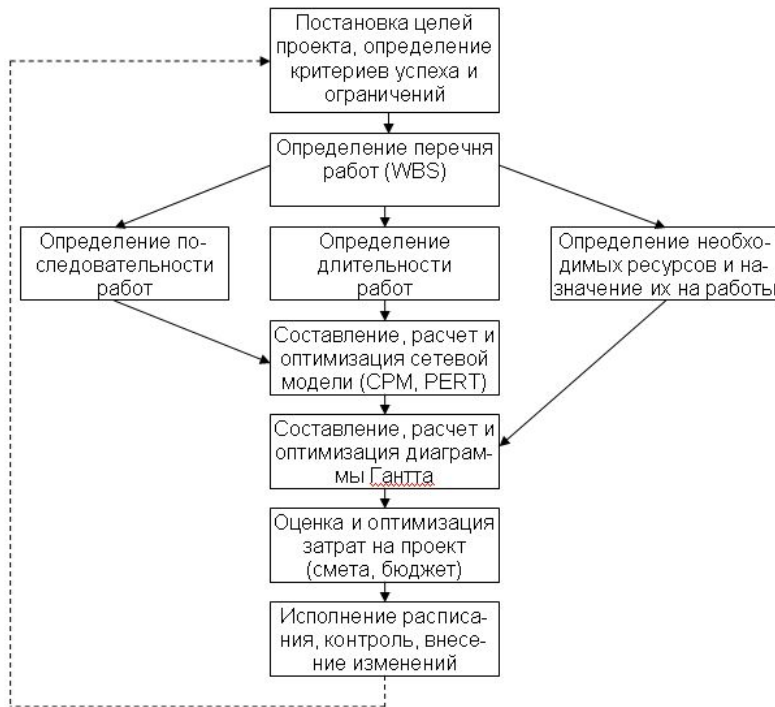 Постановка целей
проекта, определение
критериев успеха и
ограничений
Определение перечня
работ (WBS)
Определение по-
следовательности
работ
Определение
длительности
работ
Определение необхо-
димых ресурсов и на-
значение их на работы
Составление, расчет и
оптимизация сетевой
модели (CPM, PERT)
Составление, расчет и
оптимизация диаграм-
мы Гантта
Оценка и оптимизация
затрат на проект
(смета, бюджет)
Исполнение расписа-
ния, контроль, внесе-
ние изменений